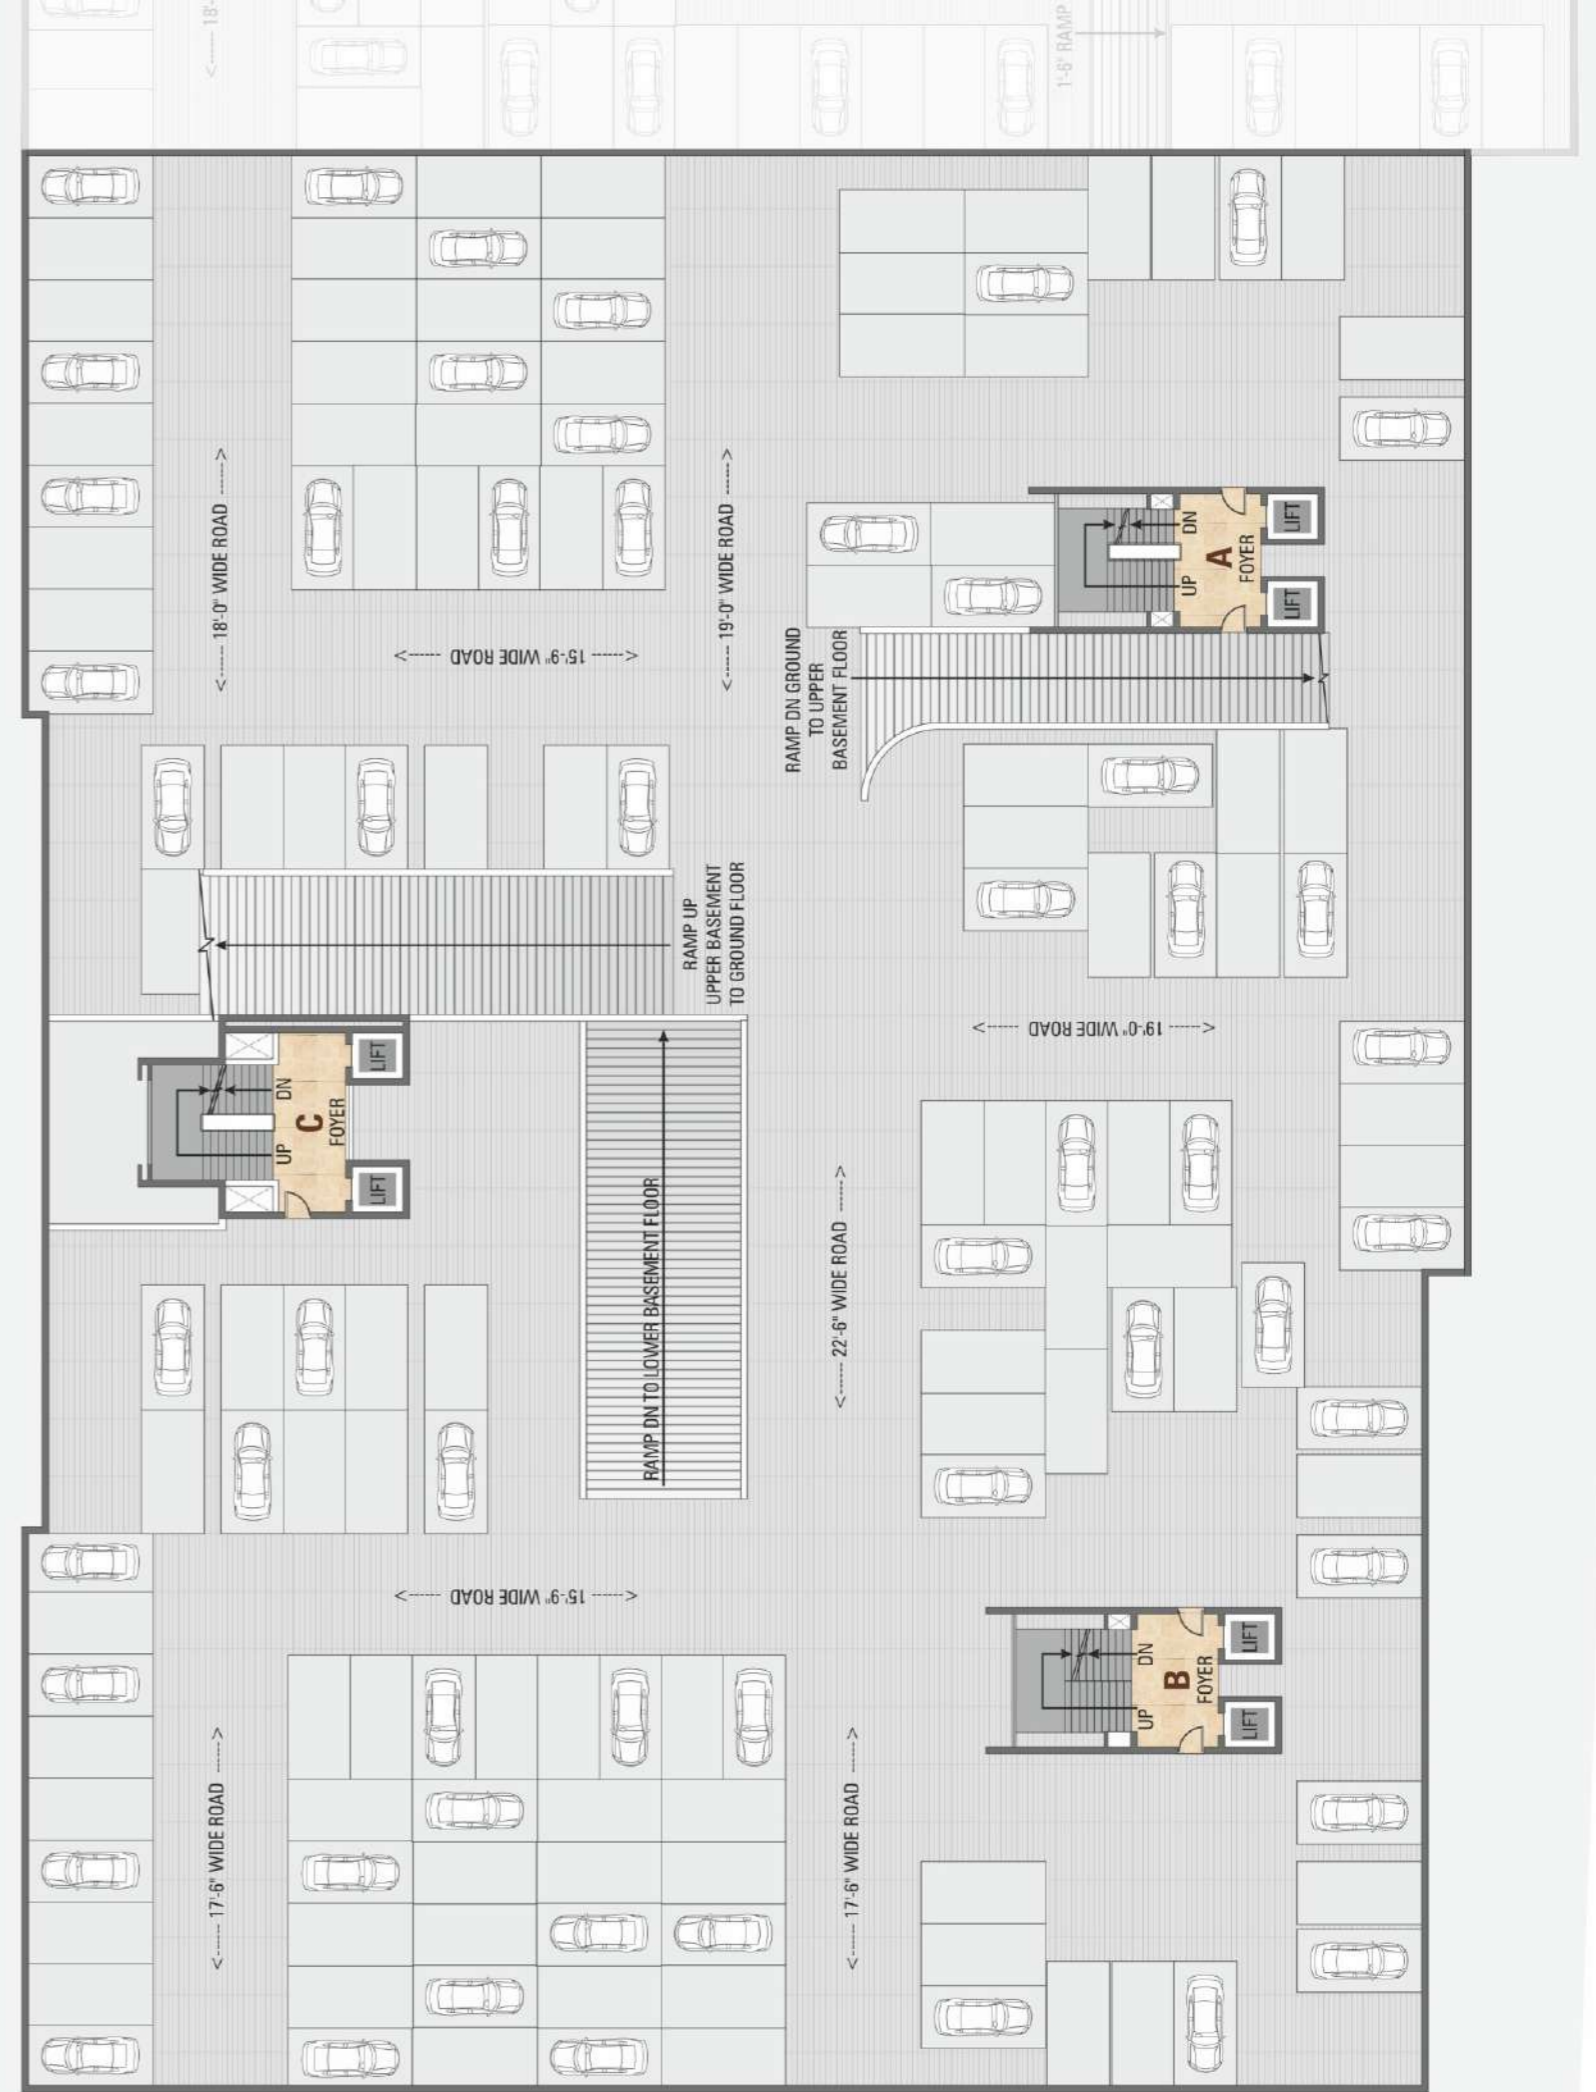 <------ 18'-
1'-6" RAMP
<------ 18'-0" WIDE ROAD ------>
<------ 19'-0" WIDE ROAD ------>
<------ 15'-9" WIDE ROAD ------>
UP
DN
A
FOYER
LIFT
LIFT
RAMP DN GROUND
TO UPPER
BASEMENT FLOOR
RAMP UP
UPPER BASEMENT
TO GROUND FLOOR
<------ 19'-0" WIDE ROAD ------>
UP
DN
C
FOYER
LIFT
LIFT
RAMP DN TO LOWER BASEMENT FLOOR
<------ 22'-6" WIDE ROAD ------>
<------ 15'-9" WIDE ROAD ------>
UP
DN
B
FOYER
LIFT
LIFT
<------ 17'-6" WIDE ROAD ------>
<------ 17'-6" WIDE ROAD ------>